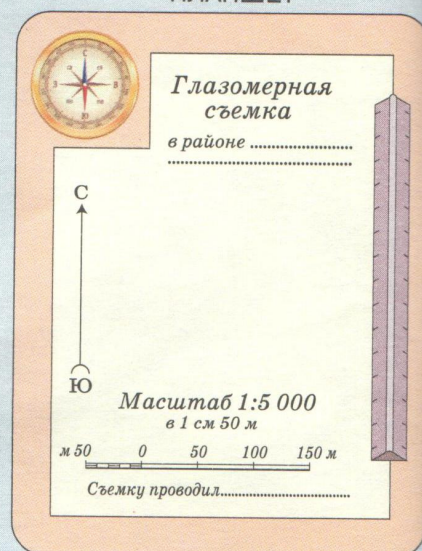 С
З В
Ю
Глазомерная
съемка
в районе ..............................
......................................................
С
Ю
Масштаб 1:5 000
в 1 см 50 м
м 50 0 50 100 150 м
Съемку проводил......................................